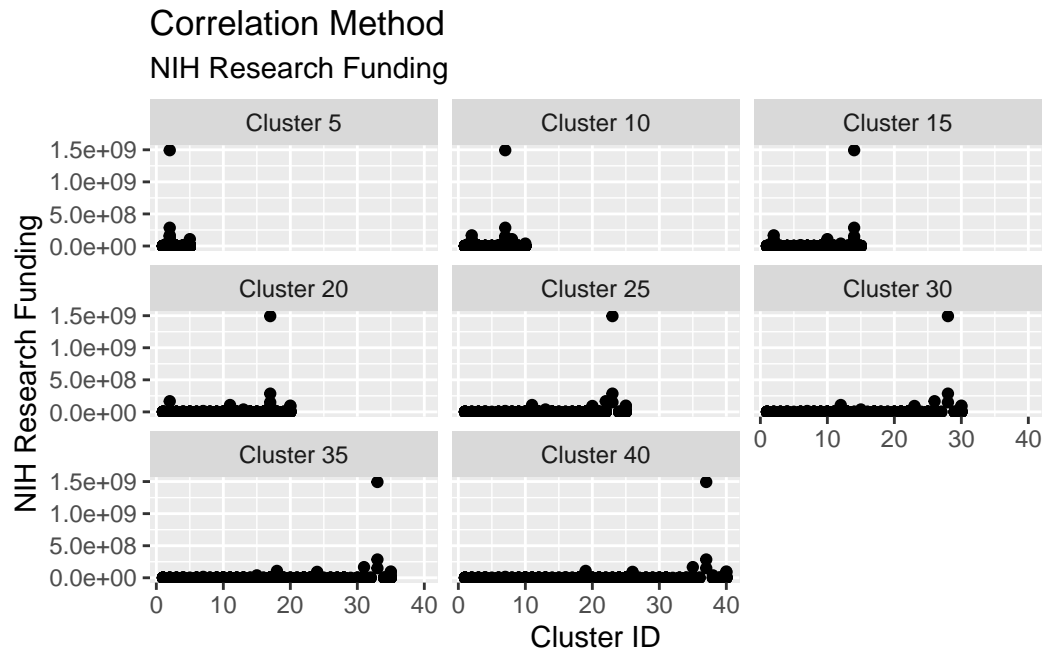 Correlation Method
NIH Research Funding
Cluster 5 Cluster 10 Cluster 15
1.5e+09
1.0e+09
5.0e+08
0.0e+00
Cluster 20 Cluster 25 Cluster 30
1.5e+09
1.0e+09
5.0e+08
0.0e+00
0 10 20 30 40
Cluster 35 Cluster 40
1.5e+09
1.0e+09
5.0e+08
0.0e+00
0 10 20 30 40 0 10 20 30 40
Cluster ID
NIH Research Funding